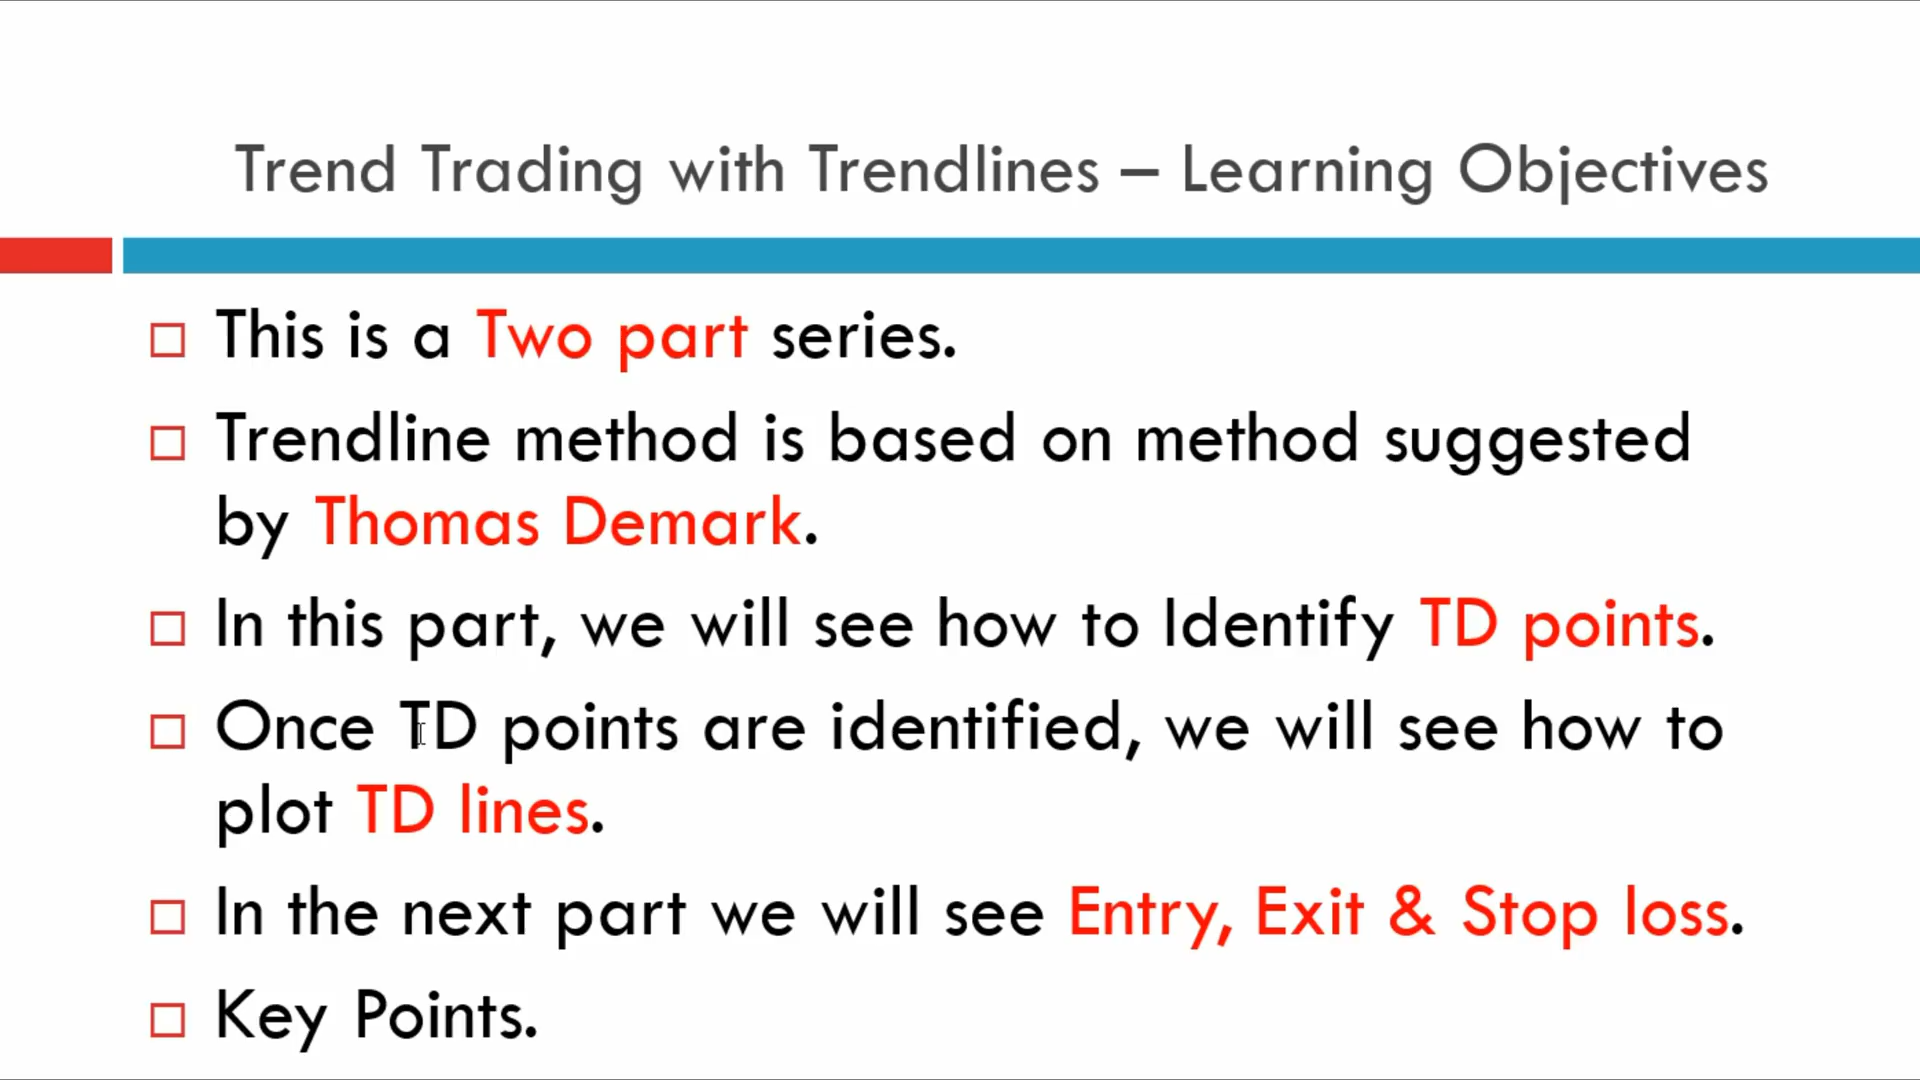 Trend Trading with Trendlines – Learning Objectives
This is a Two part series.
Trendline method is based on method suggested
by Thomas Demark.
In this part, we will see how to Identify TD points.
Once TD points are identified, we will see how to
plot TD lines.
In the next part we will see Entry, Exit & Stop loss.
Key Points.